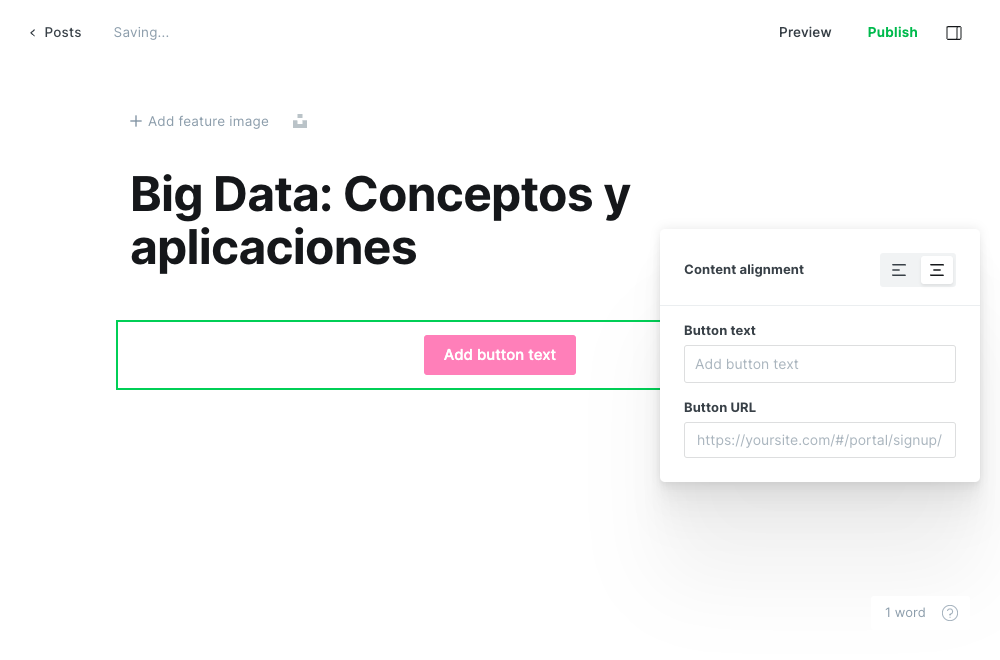 Posts
Saving...
Preview
Publish
Add feature image
Big Data: Conceptos y
aplicaciones
Add button text
Content alignment
Button text
Add button text
Button URL
https://yoursite.com/#/portal/signup/
1 word